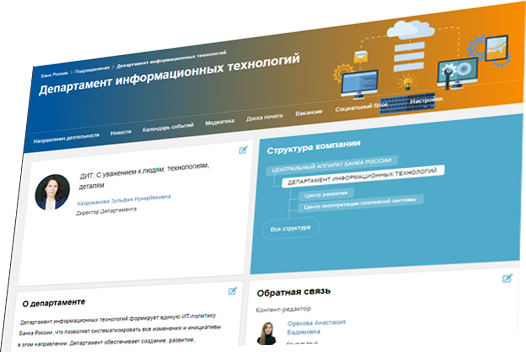 Банк России > Подразделения > Департамент информационных технологий
Департамент информационных технологий
Направления деятельности
Новости
Календарь событий
Медиатека
Доска почета
Вакансии
Социальный блок
Настройки
ДИТ: С уважением к людям, технологиям,
деталям
Кахруманова Зульфия Нукербиновна
Директор Департамента
Структура компании
ЦЕНТРАЛЬНЫЙ АППАРАТ БАНКА РОССИИ
ДЕПАРТАМЕНТ ИНФОРМАЦИОННЫХ ТЕХНОЛОГИЙ
Центр развития
Центр эксплуатации платежной системы
Вся структура
О департаменте
Департамент информационных технологий формирует единую ИТ-политику
Банка России, что позволяет систематизировать все изменения и инициативы
в этом направлении. Департамент обеспечивает создание, развитие,
Обратная связь
Контент-редактор
Орехова Анастасия
Вадимовна